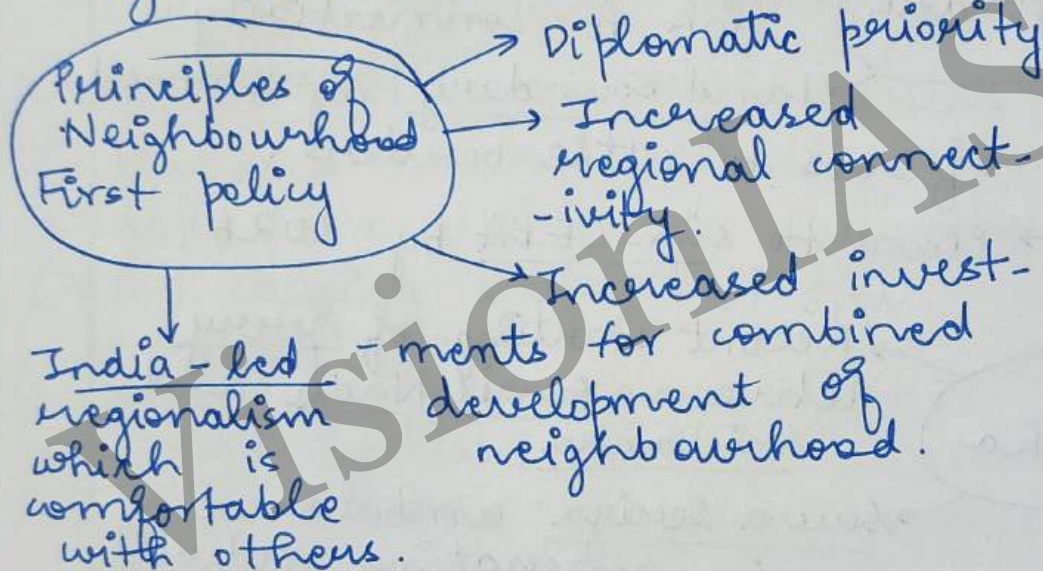 Principles of
Neighbourhood
First policy
Diplomatic priority
Increased
regional connect-
-ivity.
Increased invest-
-ments for combined
development of
neighbourhood.
India-led
regionalism
which is
comfortable
with others.
VisionIAS